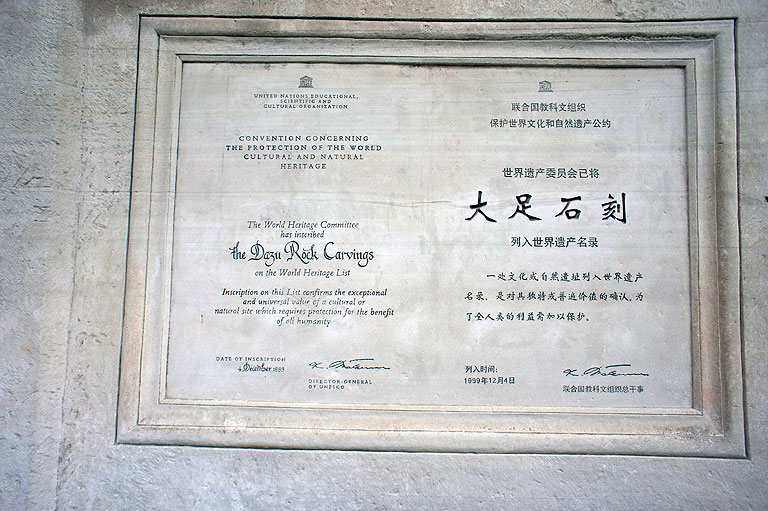 UNITED NATIONS EDUCATIONAL,
SCIENTIFIC AND
CULTURAL ORGANIZATION
CONVENTION CONCERNING
THE PROTECTION OF THE WORLD
CULTURAL AND NATURAL
HERITAGE
The World Heritage Committee
has inscribed
the Dazu Rock Carvings
on the World Heritage List
Inscription on this List confirms the exceptional
and universal value of a cultural or
natural site which requires protection for the benefit
of all humanity
DATE OF INSCRIPTION
4 December 1999
DIRECTOR-GENERAL
OF UNESCO
联合国教科文组织
保护世界文化和自然遗产公约
世界遗产委员会已将
大足石刻
列入世界遗产名录
一处文化或自然遗址列入世界遗产
名录，是对其独特或普遍价值的确认，为
了全人类的利益需加以保护。
列入时间：
1999年12月4日
联合国教科文组织总干事